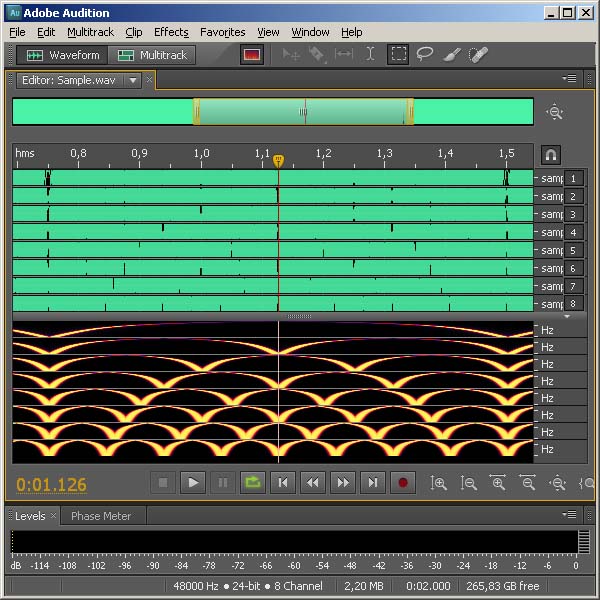 Au Adobe Audition
File Edit Multitrack Clip Effects Favorites View Window Help
Waveform Multitrack
Editor: Sample.wav
hms 0,8 0,9 1,0 1,1 1,2 1,3 1,4 1,5
samp 1
samp 2
samp 3
samp 4
samp 5
samp 6
samp 7
samp 8
Hz
Hz
Hz
Hz
Hz
Hz
Hz
Hz
0:01.126
Levels Phase Meter
dB -114 -108 -102 -96 -90 -84 -78 -72 -66 -60 -54 -48 -42 -36 -30 -24 -18 -12 -6 0
48000 Hz ● 24-bit ● 8 Channel 2,20 MB 0:02.000 265,83 GB free